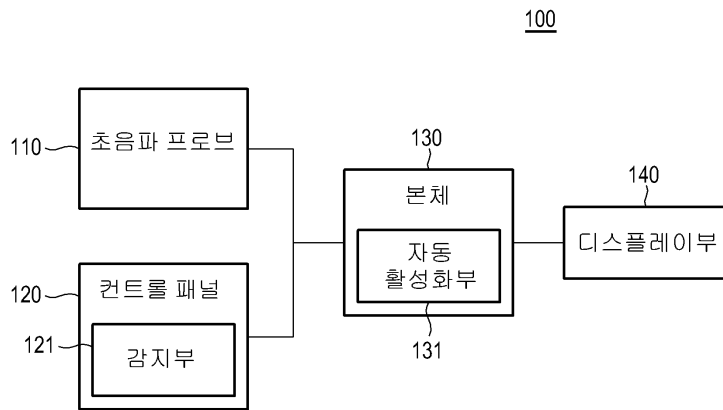 100
110
초음파 프로브
130
본체
140
디스플레이부
자동
활성화부
131
120
컨트롤 패널
121
감지부